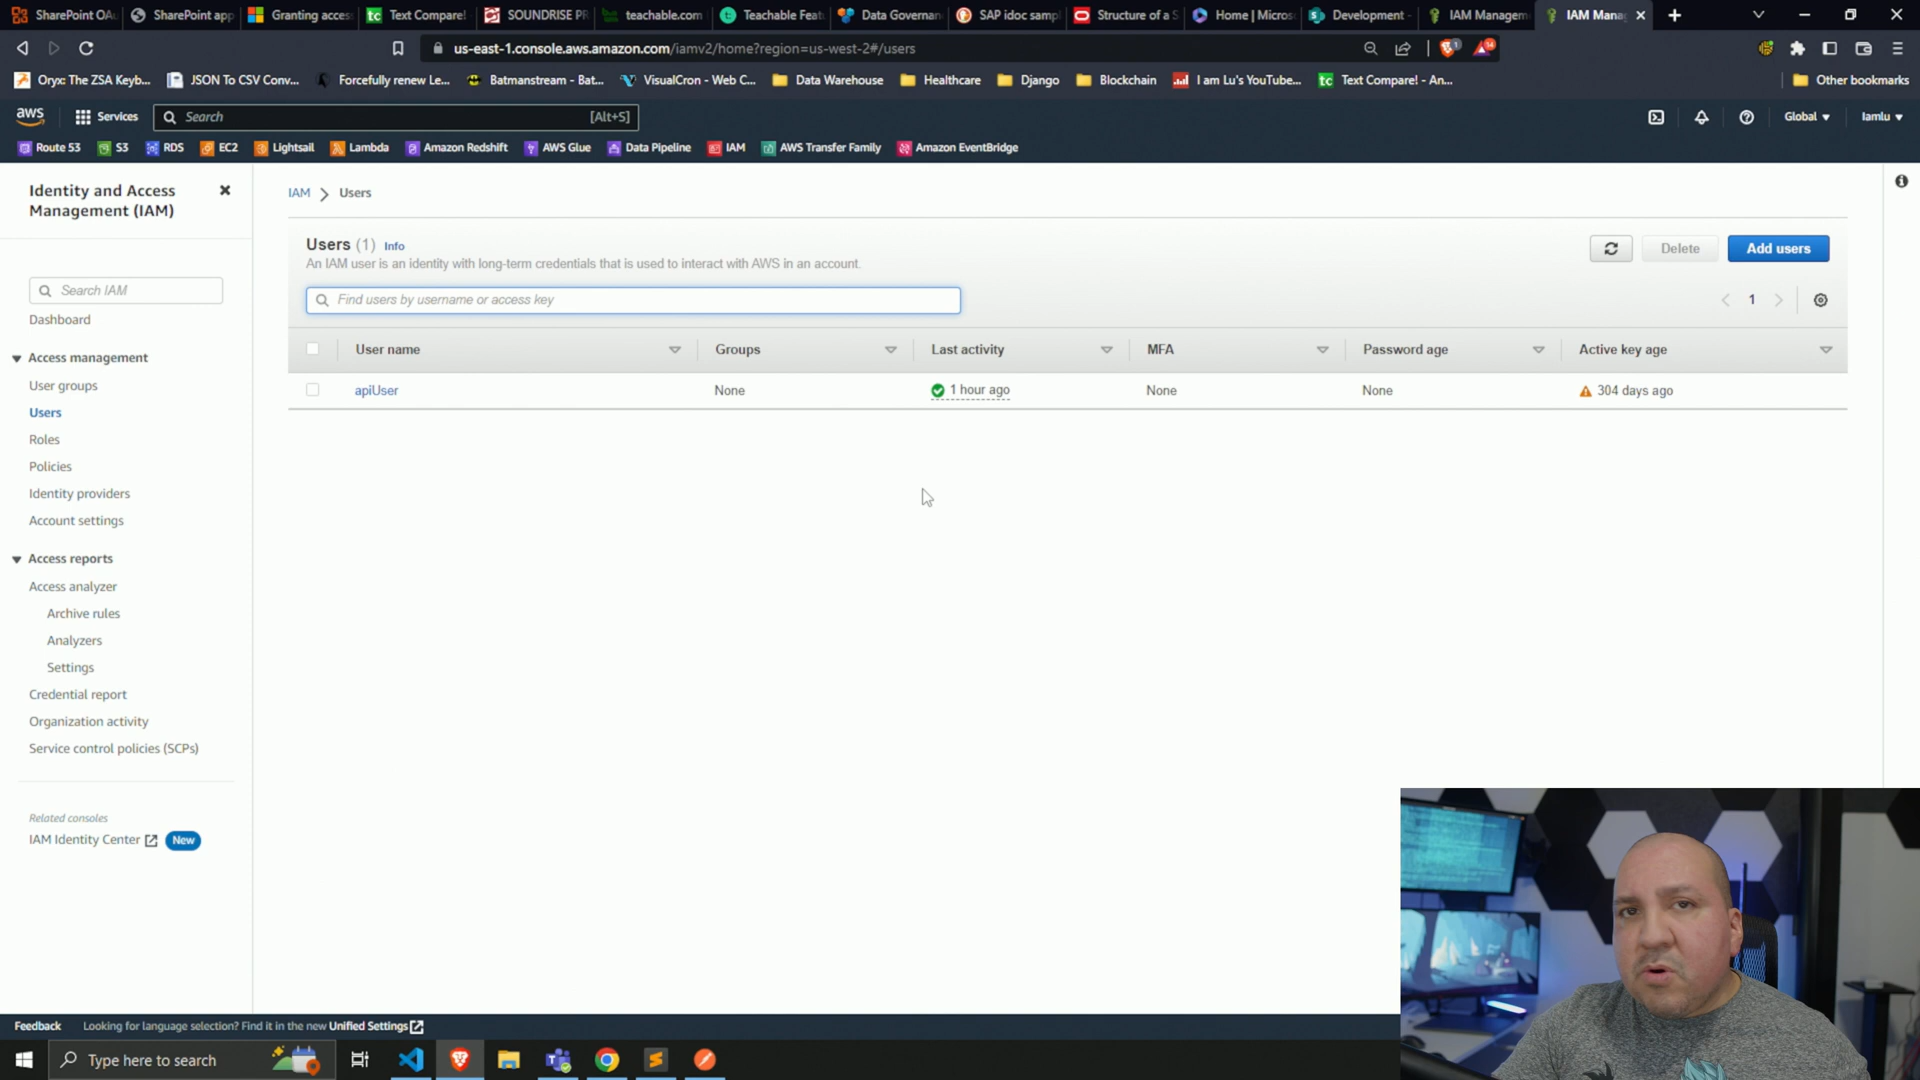 SharePoint OAu
SharePoint app
Granting acces
Text Compare!
SOUNDRISE PR
teachable.com
Teachable Feat
Data Governan
SAP idoc samp
Structure of a S
Home | Micros
Development -
IAM Managem
IAM Manag
us-east-1.console.aws.amazon.com/iamv2/home?region=us-west-2#/users
Oryx: The ZSA Keyb...
JSON To CSV Conv...
Forcefully renew Le...
Batmanstream - Bat...
VisualCron - Web C...
Data Warehouse
Healthcare
Django
Blockchain
I am Lu's YouTube...
Text Compare! - An...
Other bookmarks
aws
Services
Search
[Alt+S]
Global
Iamlu
Route 53
S3
RDS
EC2
Lightsail
Lambda
Amazon Redshift
AWS Glue
Data Pipeline
IAM
AWS Transfer Family
Amazon EventBridge
Identity and Access
Management (IAM)
Search IAM
Dashboard
Access management
User groups
Users
Roles
Policies
Identity providers
Account settings
Access reports
Access analyzer
Archive rules
Analyzers
Settings
Credential report
Organization activity
Service control policies (SCPs)
Related consoles
IAM Identity Center
New
IAM > Users
Users (1) Info
An IAM user is an identity with long-term credentials that is used to interact with AWS in an account.
Delete
Add users
Find users by username or access key
1
User name
Groups
Last activity
MFA
Password age
Active key age
apiUser
None
1 hour ago
None
None
304 days ago
Feedback
Looking for language selection? Find it in the new Unified Settings
Type here to search